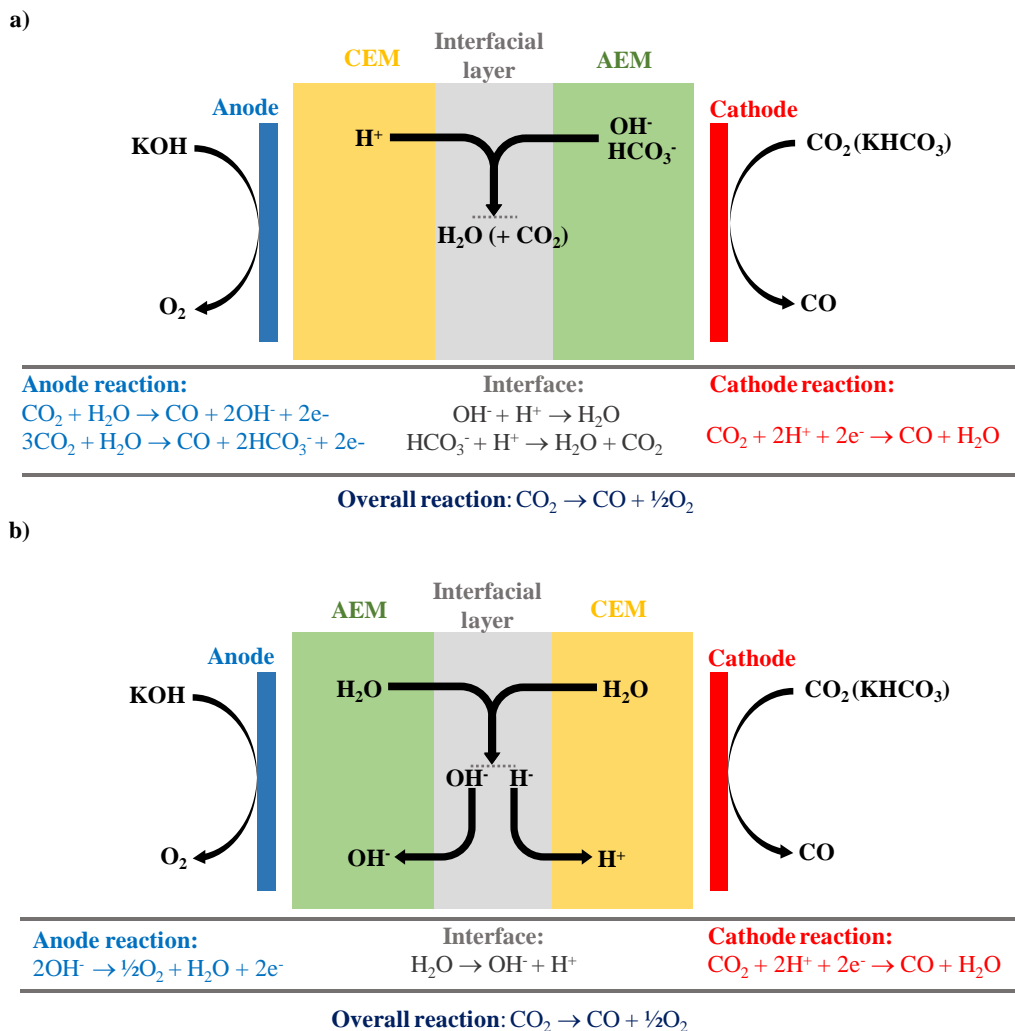 a)
CEM
Interfacial
layer
AEM
Anode
Cathode
KOH
H⁺
OH⁻
HCO₃⁻
CO₂ (KHCO₃)
H₂O (+ CO₂)
O₂
CO
Anode reaction:
CO₂ + H₂O → CO + 2OH⁻ + 2e-
3CO₂ + H₂O → CO + 2HCO₃⁻ + 2e-
Interface:
OH⁻ + H⁺ → H₂O
HCO₃⁻ + H⁺ → H₂O + CO₂
Cathode reaction:
CO₂ + 2H⁺ + 2e⁻ → CO + H₂O
Overall reaction: CO₂ → CO + ½O₂
b)
AEM
Interfacial
layer
CEM
Anode
Cathode
KOH
H₂O
H₂O
CO₂ (KHCO₃)
OH⁻ H⁻
O₂
OH⁻
H⁺
CO
Anode reaction:
2OH⁻ → ½O₂ + H₂O + 2e⁻
Interface:
H₂O → OH⁻ + H⁺
Cathode reaction:
CO₂ + 2H⁺ + 2e⁻ → CO + H₂O
Overall reaction: CO₂ → CO + ½O₂